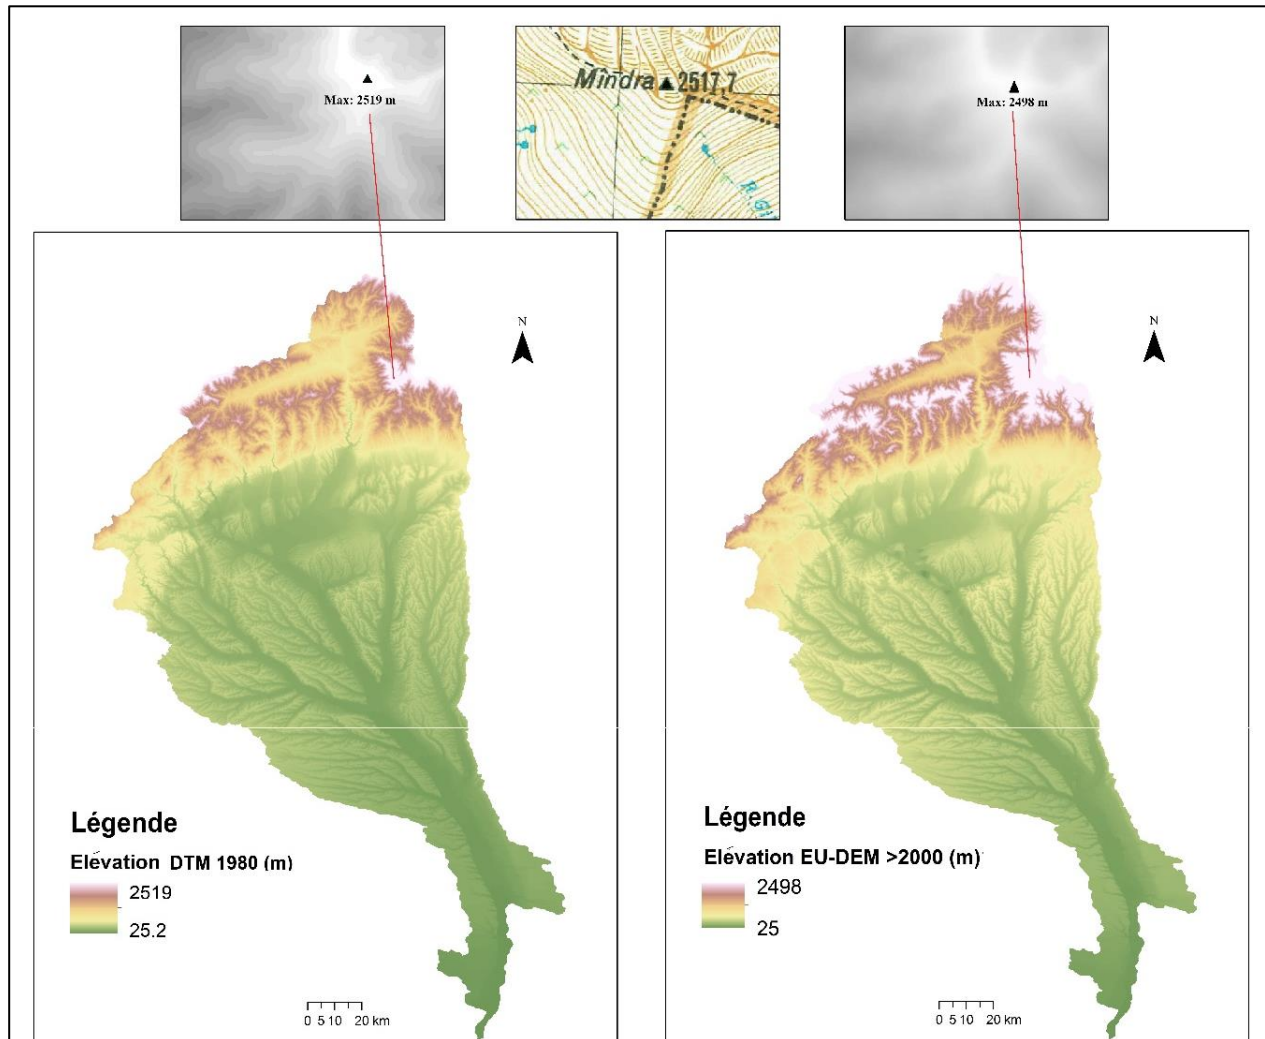 Max: 2519 m
Mîndra ▲ 2517,7
Max: 2498 m
N
Légende
Elévation DTM 1980 (m)
2519
25.2
0 5 10 20 km
N
Légende
Elévation EU-DEM >2000 (m)
2498
25
0 5 10 20 km